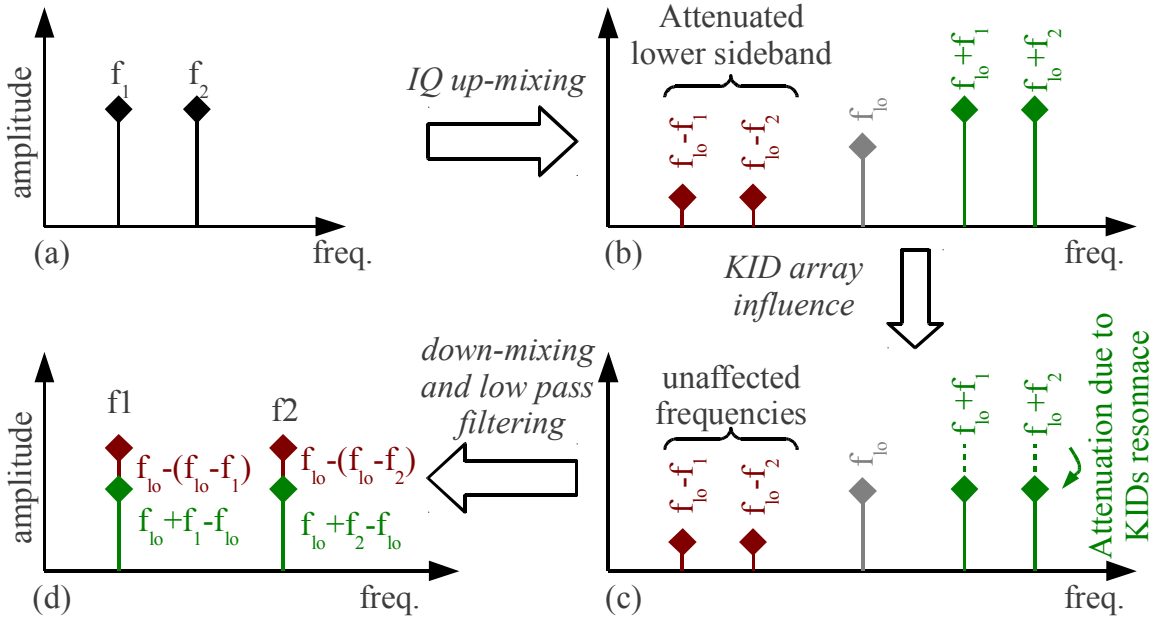 amplitude
f1
f2
freq.
(a)
IQ up-mixing
Attenuated
lower sideband
flo-f1
flo-f2
flo
flo+f1
flo+f2
freq.
(b)
KID array
influence
unaffected
frequencies
flo-f1
flo-f2
flo
flo+f1
flo+f2
Attenuation due to
KIDs resonnace
freq.
(c)
down-mixing
and low pass
filtering
amplitude
f1
f2
flo-(flo-f1)
flo-(flo-f2)
flo+f1-flo
flo+f2-flo
freq.
(d)